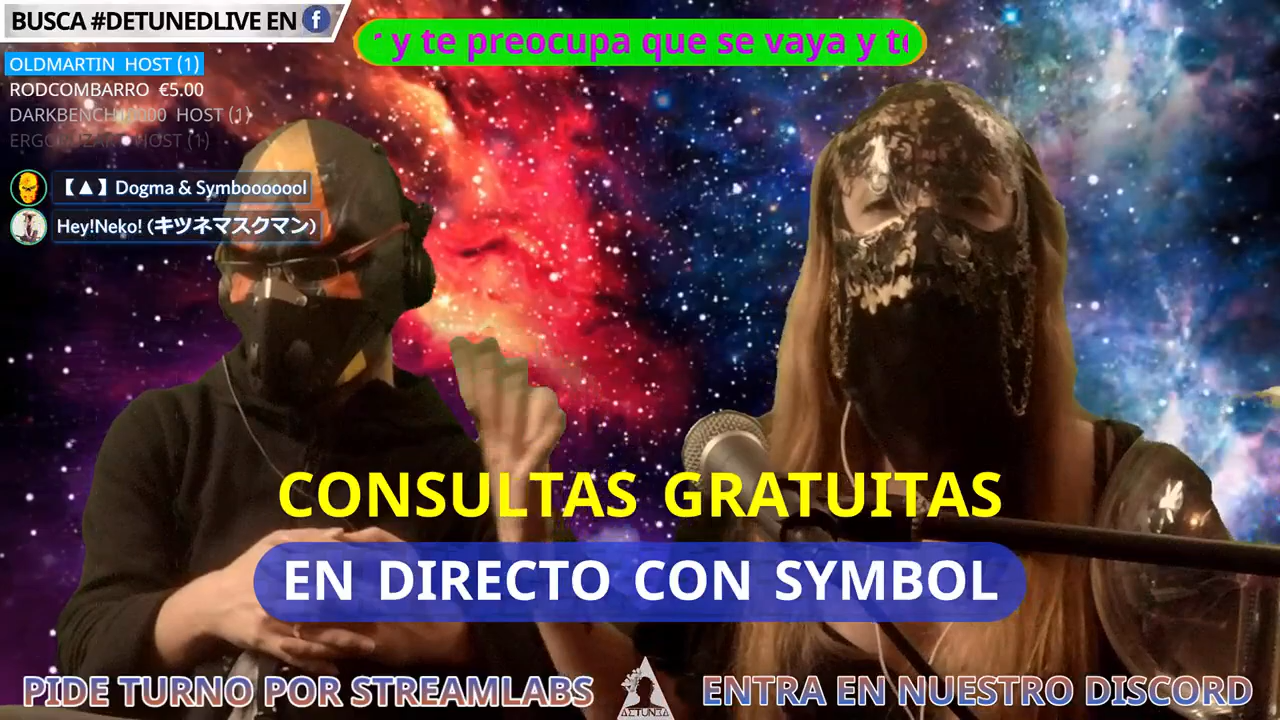 BUSCA #DETUNEDLIVE EN f
y te preocupa que se vaya y te
OLDMARTIN HOST (1)
RODCOMBARRO €5.00
HOST (1)
HOST (1)
【▲】Dogma & Symbooooool
Hey!Neko! (キツネマスクマン)
CONSULTAS GRATUITAS
EN DIRECTO CON SYMBOL
PIDE TURNO POR STREAMLABS
ENTRA EN NUESTRO DISCORD